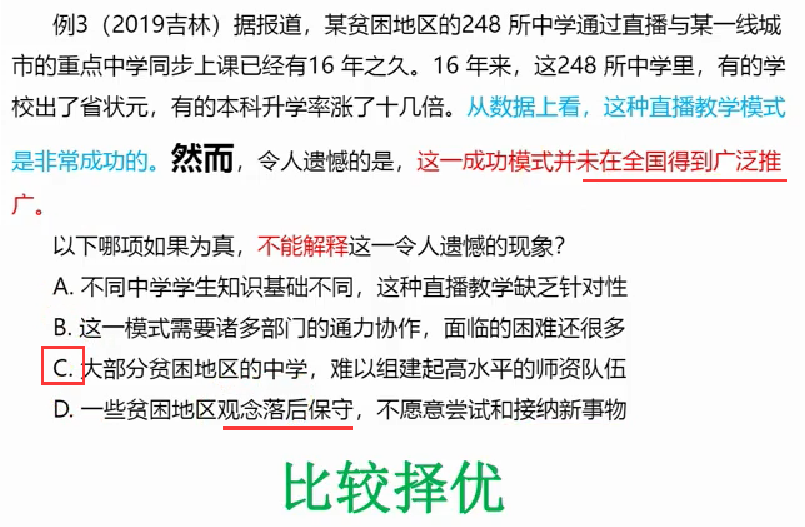 例3（2019吉林）据报道，某贫困地区的248 所中学通过直播与某一线城
市的重点中学同步上课已经有16 年之久。16 年来，这248 所中学里，有的学
校出了省状元，有的本科升学率涨了十几倍。从数据上看，这种直播教学模式
是非常成功的。然而，令人遗憾的是，这一成功模式并未在全国得到广泛推
广。
以下哪项如果为真，不能解释这一令人遗憾的现象？
A. 不同中学学生知识基础不同，这种直播教学缺乏针对性
B. 这一模式需要诸多部门的通力协作，面临的困难还很多
C. 大部分贫困地区的中学，难以组建起高水平的师资队伍
D. 一些贫困地区观念落后保守，不愿意尝试和接纳新事物
比较择优